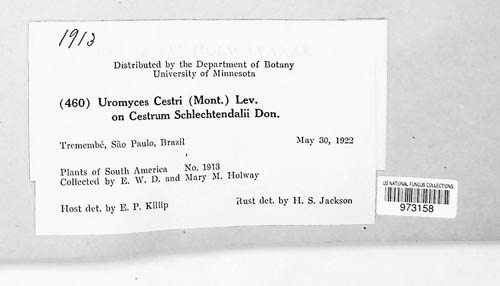 1913
Distributed by the Department of Botany
University of Minnesota
(460) Uromyces Cestri (Mont.) Lev.
on Cestrum Schlechtendalii Don.
Tremembé, São Paulo, Brazil May 30, 1922
Plants of South America No. 1913
Collected by E. W. D. and Mary M. Holway
Host det. by E. P. Killip Rust det. by H. S. Jackson
US NATIONAL FUNGUS COLLECTIONS
973158